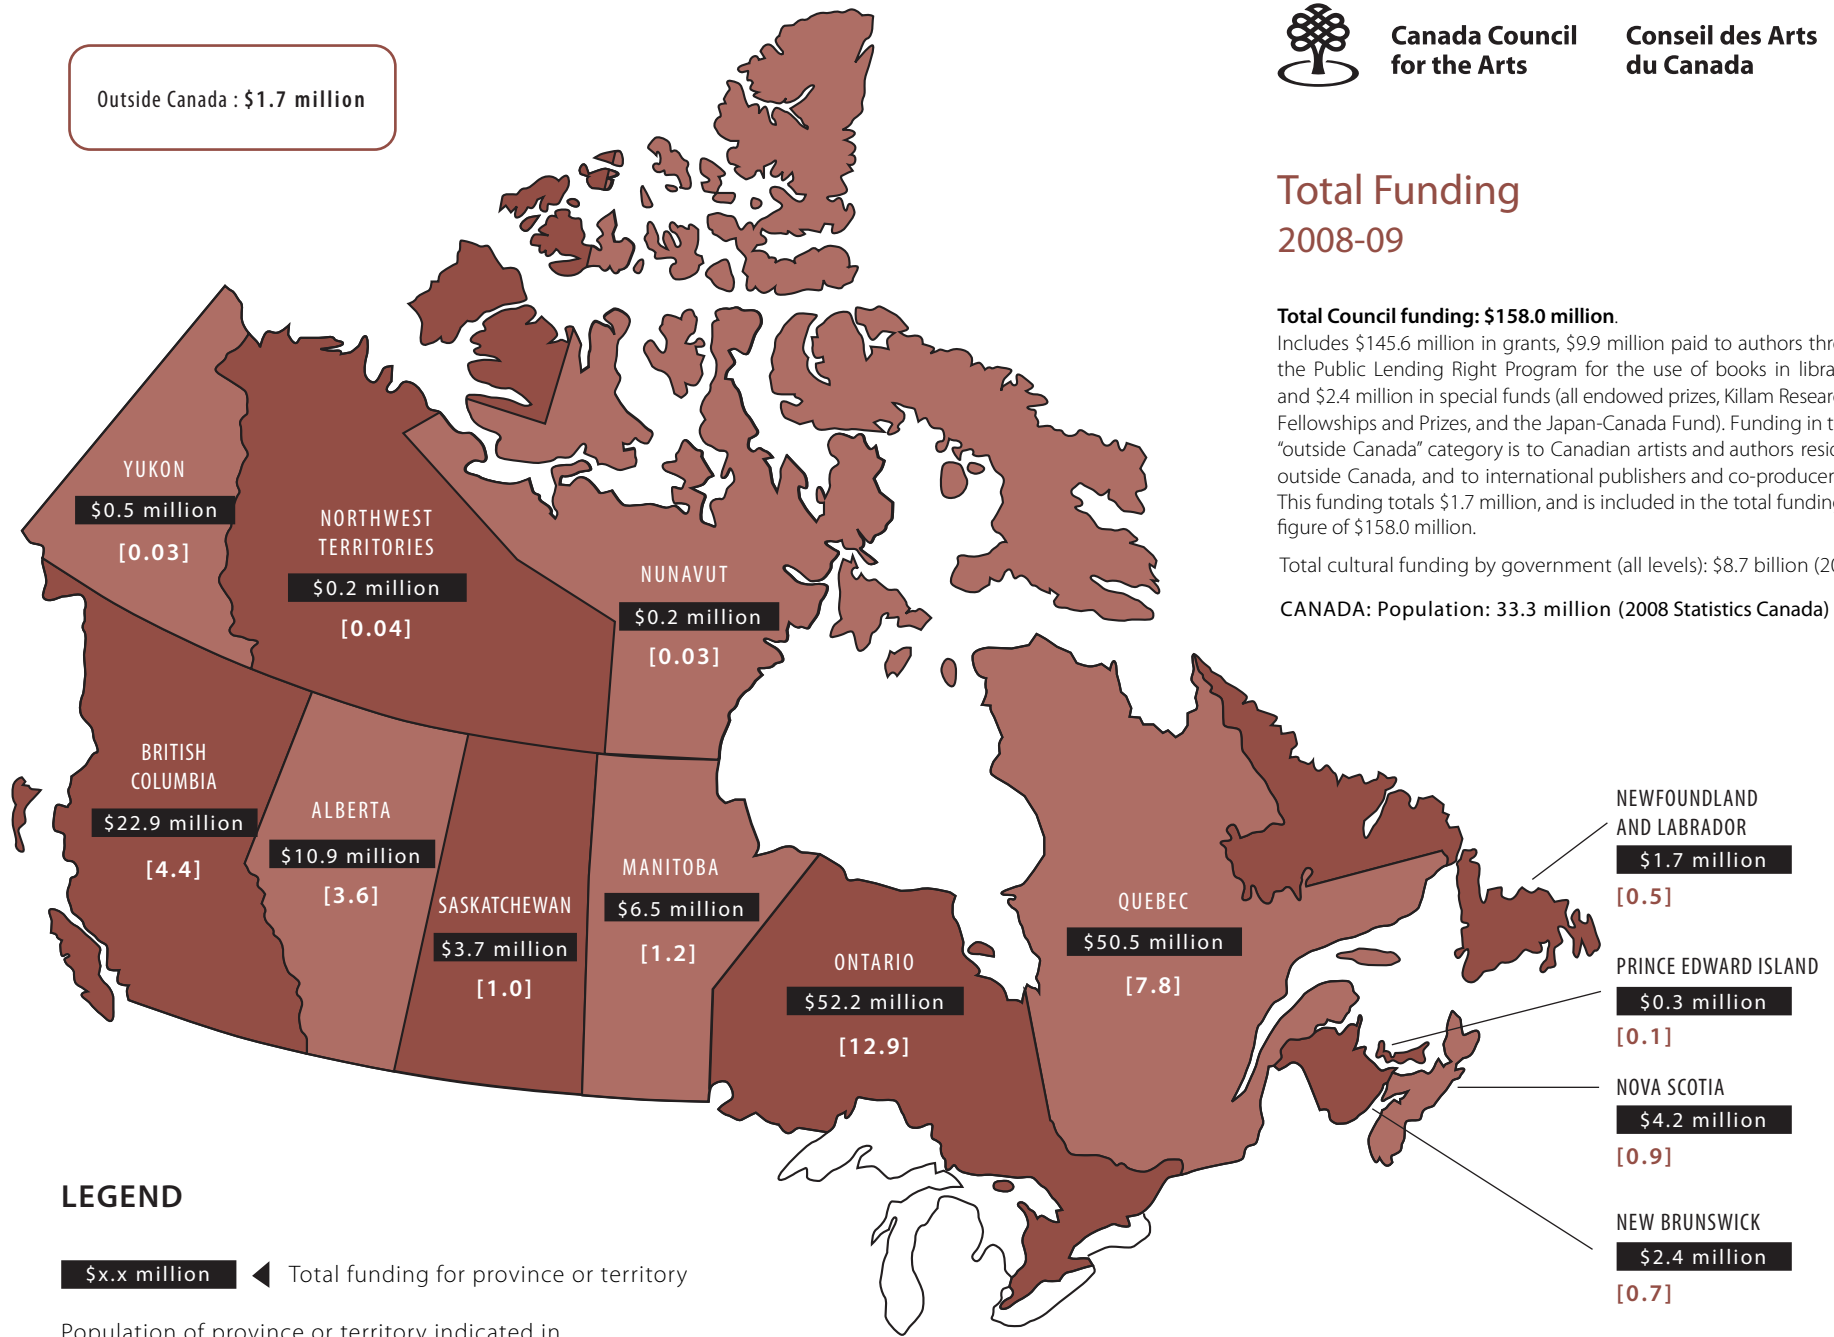 Outside Canada : $1.7 million
Canada Council
for the Arts
Conseil des Arts
du Canada
Total Funding
2008-09
Total Council funding: $158.0 million.
Includes $145.6 million in grants, $9.9 million paid to authors
the Public Lending Right Program for the use of books in
and $2.4 million in special funds (all endowed prizes, Killam
Fellowships and Prizes, and the Japan-Canada Fund). Funding in
“outside Canada” category is to Canadian artists and authors
outside Canada, and to international publishers and
This funding totals $1.7 million, and is included in the total
figure of $158.0 million.
Total cultural funding by government (all levels): $8.7 billion
CANADA: Population: 33.3 million (2008 Statistics Canada)
YUKON
$0.5 million
[0.03]
NORTHWEST
TERRITORIES
$0.2 million
[0.04]
NUNAVUT
$0.2 million
[0.03]
BRITISH
COLUMBIA
$22.9 million
[4.4]
ALBERTA
$10.9 million
[3.6]
SASKATCHEWAN
$3.7 million
[1.0]
MANITOBA
$6.5 million
[1.2]
ONTARIO
$52.2 million
[12.9]
QUEBEC
$50.5 million
[7.8]
NEWFOUNDLAND
AND LABRADOR
$1.7 million
[0.5]
PRINCE EDWARD ISLAND
$0.3 million
[0.1]
NOVA SCOTIA
$4.2 million
[0.9]
NEW BRUNSWICK
$2.4 million
[0.7]
LEGEND
$x.x million
Total funding for province or territory
Population of province or territory indicated in